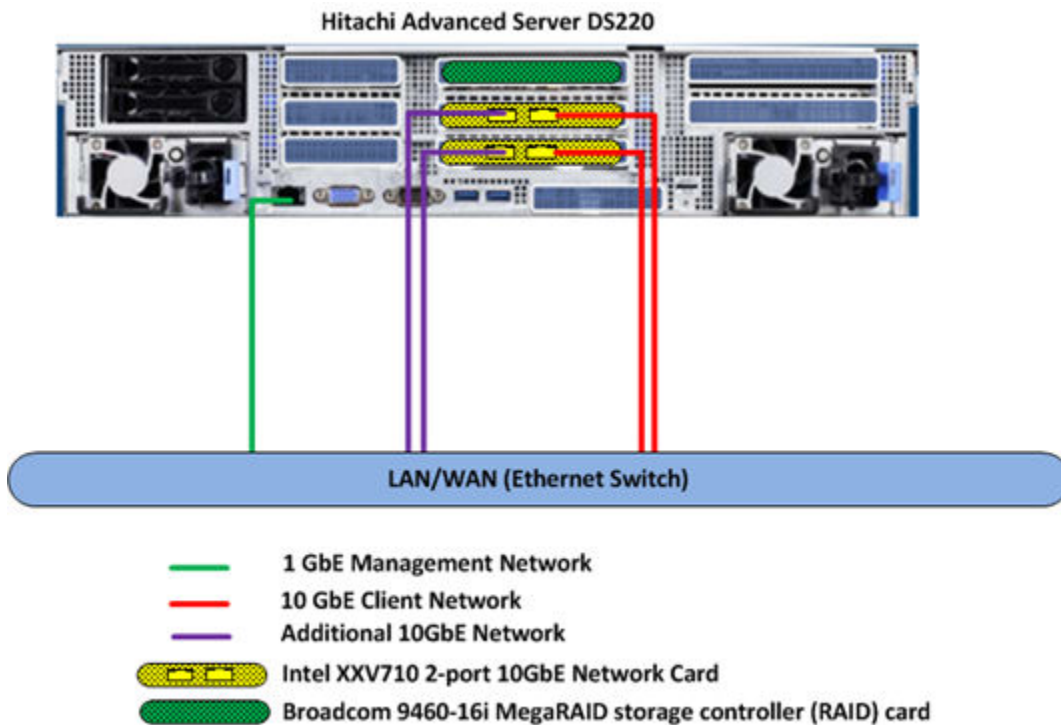 Hitachi Advanced Server DS220
LAN/WAN (Ethernet Switch)
1 GbE Management Network
10 GbE Client Network
Additional 10GbE Network
Intel XXV710 2-port 10GbE Network Card
Broadcom 9460-16i MegaRAID storage controller (RAID) card